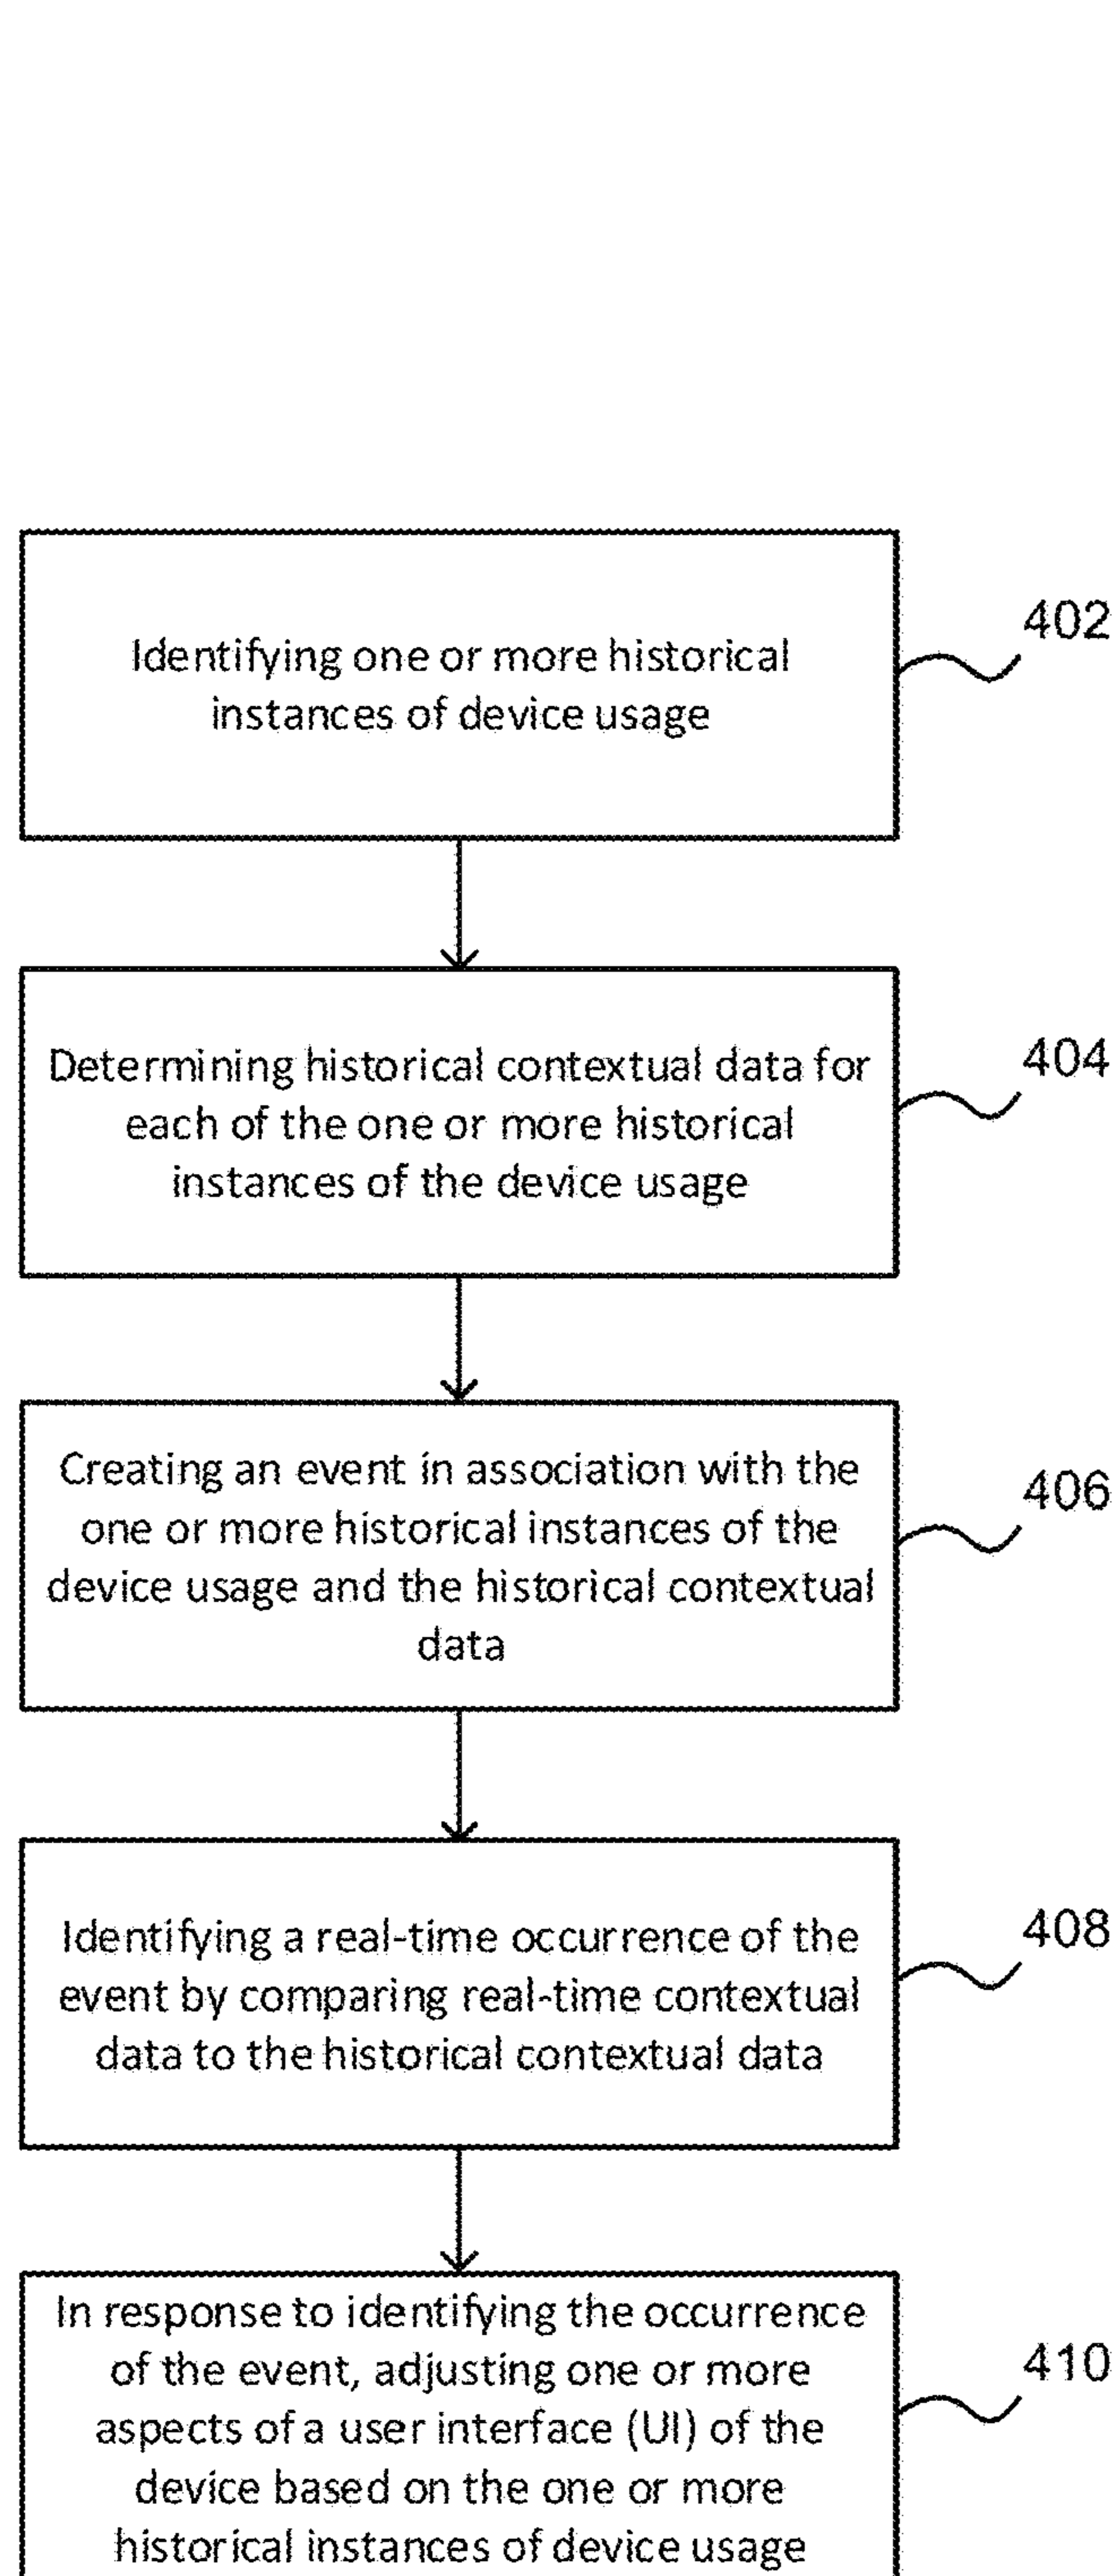 Identifying one or more historical
instances of device usage
402
Determining historical contextual data for
each of the one or more historical
instances of the device usage
404
Creating an event in association with the
one or more historical instances of the
device usage and the historical contextual
data
406
Identifying a real-time occurrence of the
event by comparing real-time contextual
data to the historical contextual data
408
In response to identifying the occurrence
of the event, adjusting one or more
aspects of a user interface (UI) of the
device based on the one or more
historical instances of device usage
410